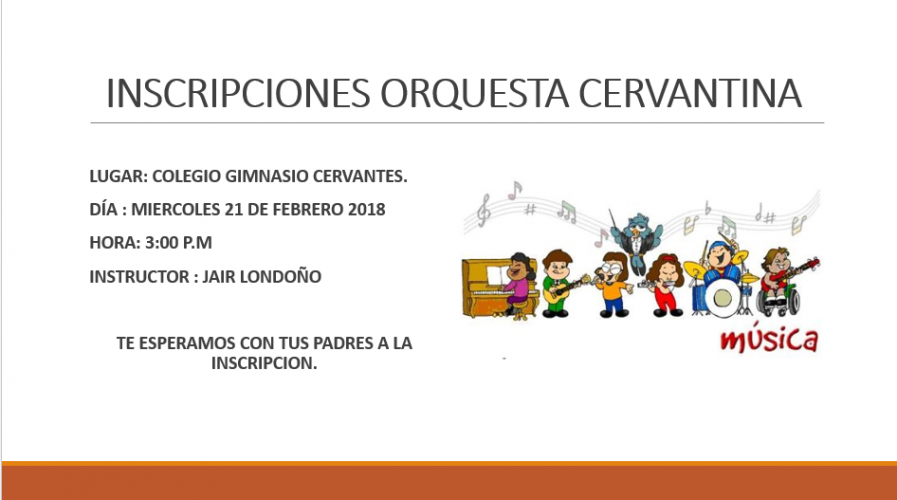 INSCRIPCIONES ORQUESTA CERVANTINA
LUGAR: COLEGIO GIMNASIO CERVANTES.
DÍA : MIERCOLES 21 DE FEBRERO 2018
HORA: 3:00 P.M
INSTRUCTOR : JAIR LONDOÑO
TE ESPERAMOS CON TUS PADRES A LA
INSCRIPCION.
música